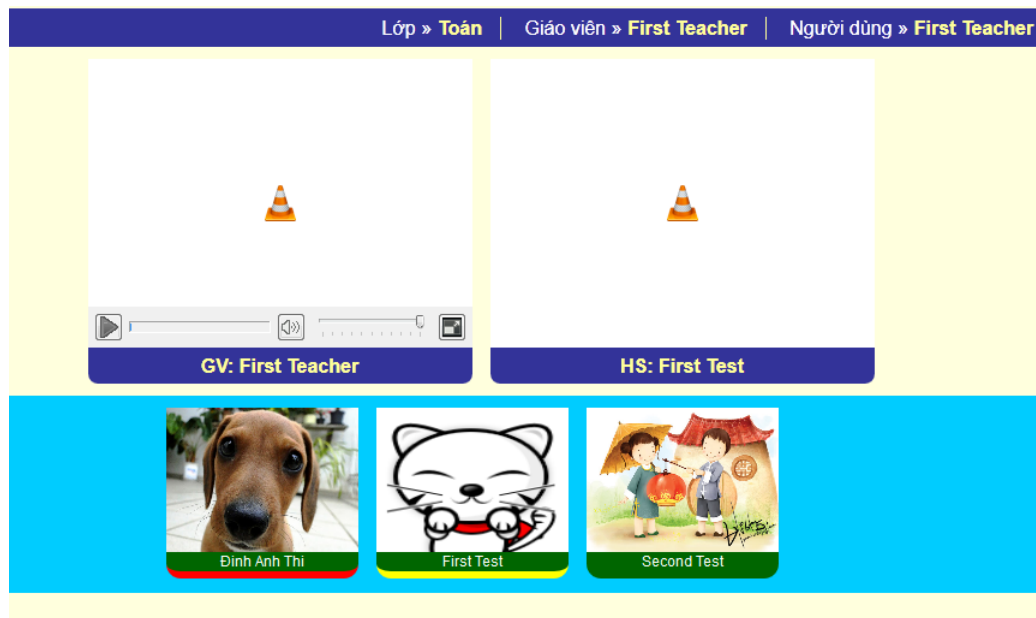 Lớp » Toán | Giáo viên » First Teacher | Người dùng » First Teacher
GV: First Teacher
HS: First Test
Đinh Anh Thi
First Test
Second Test